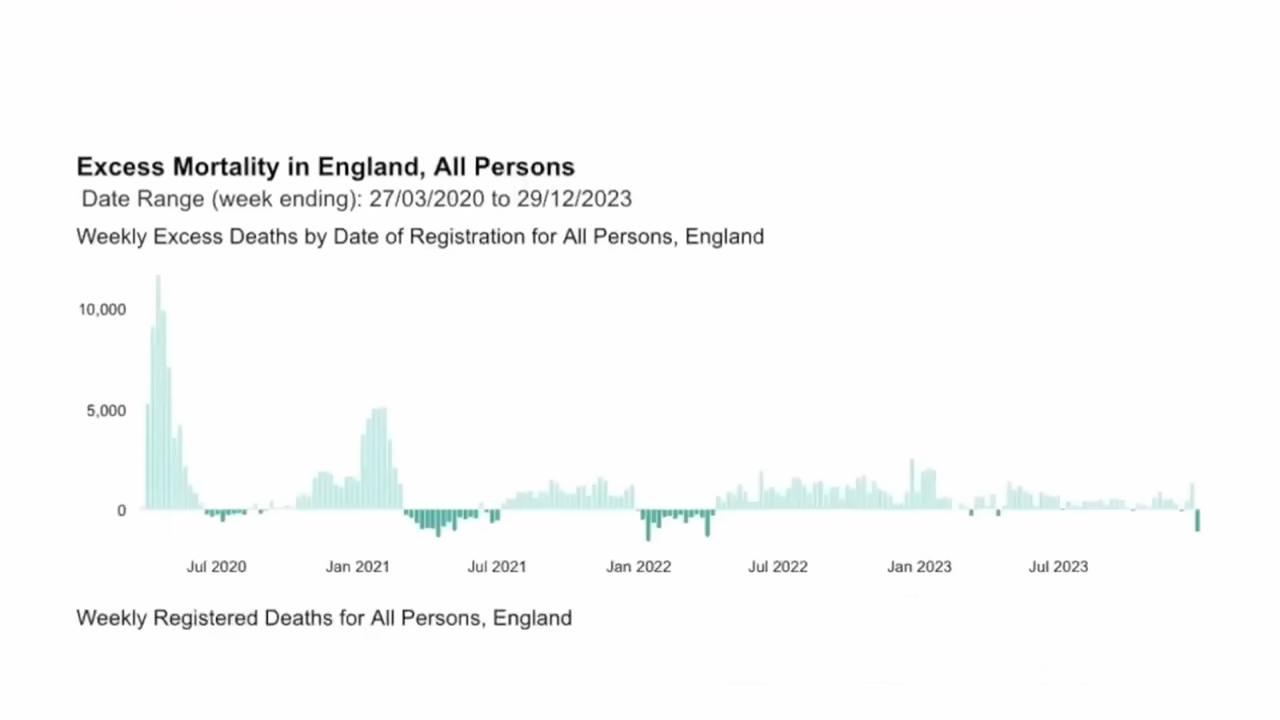 Excess Mortality in England, All Persons
Date Range (week ending): 27/03/2020 to 29/12/2023
Weekly Excess Deaths by Date of Registration for All Persons, England
10,000
5,000
0
Jul 2020 Jan 2021 Jul 2021 Jan 2022 Jul 2022 Jan 2023 Jul 2023
Weekly Registered Deaths for All Persons, England